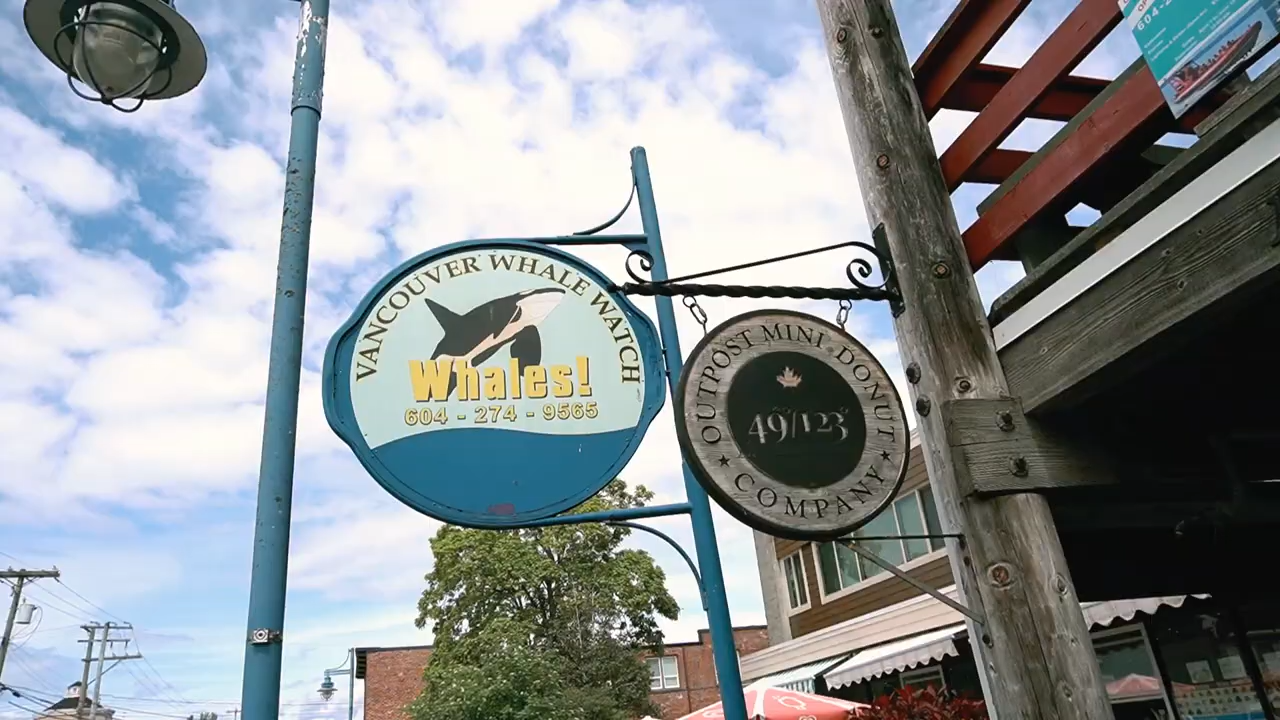 VANCOUVER WHALE WATCH
Whales!
604 - 274 - 9565
OUTPOST MINI DONUT
49°/123°
COMPANY